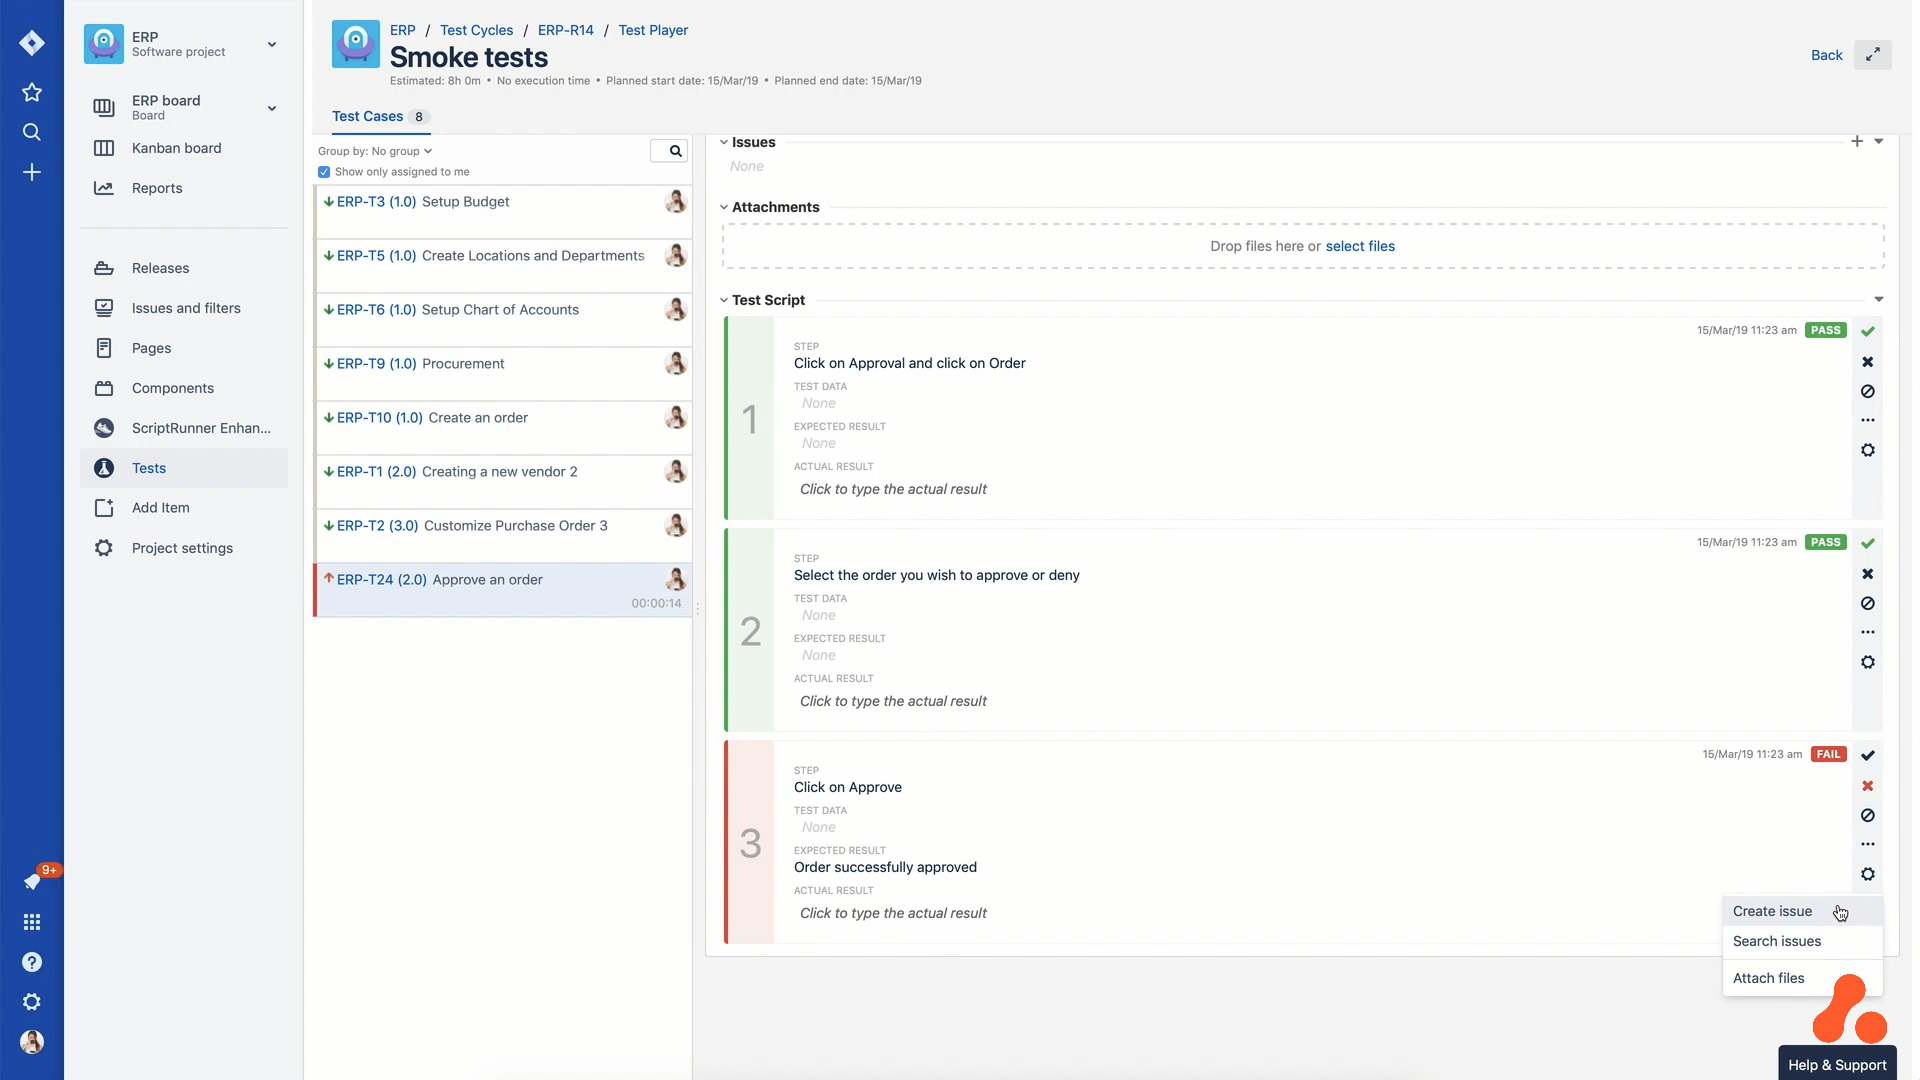 ERP
Software project
ERP board
Board
Kanban board
Reports
Releases
Issues and filters
Pages
Components
ScriptRunner Enhan...
Tests
Add Item
Project settings
9+
ERP / Test Cycles / ERP-R14 / Test Player
Smoke tests
Estimated: 8h 0m • No execution time • Planned start date: 15/Mar/19 • Planned end date: 15/Mar/19
Back
Test Cases 8
Group by: No group
Show only assigned to me
ERP-T3 (1.0) Setup Budget
ERP-T5 (1.0) Create Locations and Departments
ERP-T6 (1.0) Setup Chart of Accounts
ERP-T9 (1.0) Procurement
ERP-T10 (1.0) Create an order
ERP-T1 (2.0) Creating a new vendor 2
ERP-T2 (3.0) Customize Purchase Order 3
ERP-T24 (2.0) Approve an order
00:00:14
Issues
None
Attachments
Drop files here or select files
Test Script
15/Mar/19 11:23 am PASS
1
STEP
Click on Approval and click on Order
TEST DATA
None
EXPECTED RESULT
None
ACTUAL RESULT
Click to type the actual result
15/Mar/19 11:23 am PASS
2
STEP
Select the order you wish to approve or deny
TEST DATA
None
EXPECTED RESULT
None
ACTUAL RESULT
Click to type the actual result
15/Mar/19 11:23 am FAIL
3
STEP
Click on Approve
TEST DATA
None
EXPECTED RESULT
Order successfully approved
ACTUAL RESULT
Click to type the actual result
Create issue
Search issues
Attach files
Help & Support